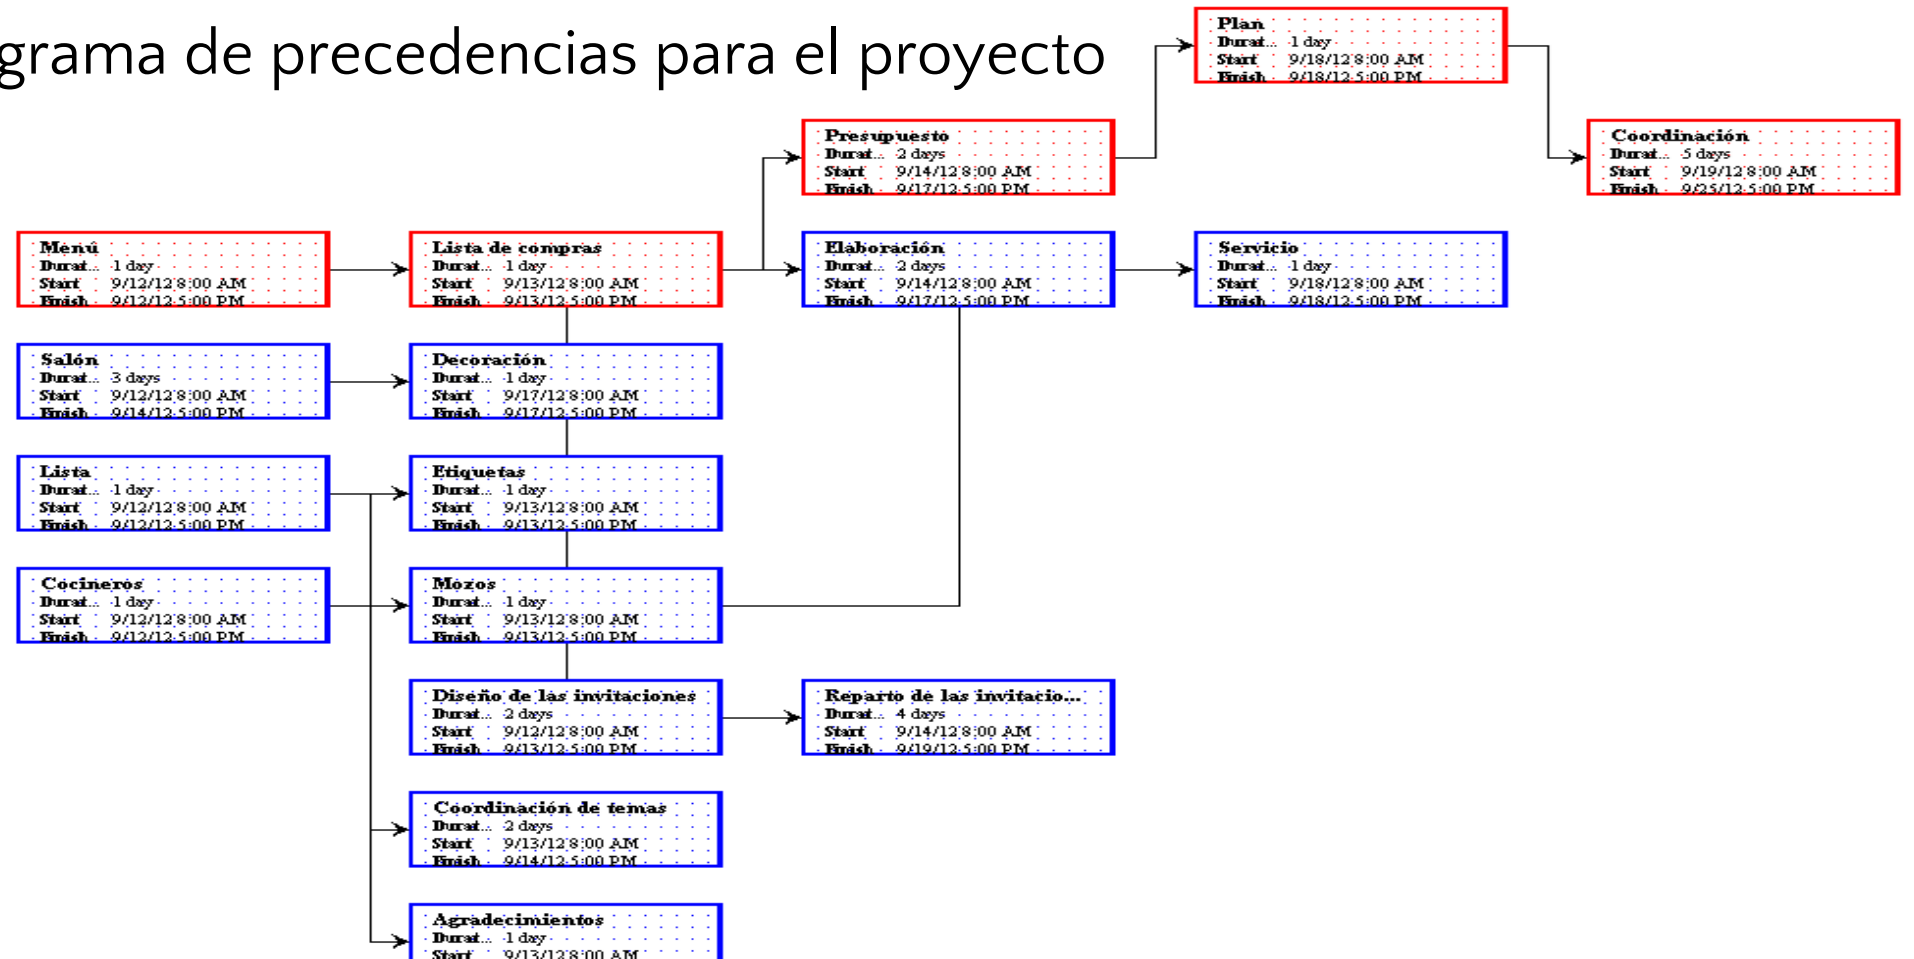 grama de precedencias para el proyecto
Plan
Durat... 1 day
Start 9/18/12 8:00 AM
Finish 9/18/12 5:00 PM
Presupuesto
Durat... 2 days
Start 9/14/12 8:00 AM
Finish 9/17/12 5:00 PM
Coordinación
Durat... 5 days
Start 9/19/12 8:00 AM
Finish 9/25/12 5:00 PM
Menú
Durat... 1 day
Start 9/12/12 8:00 AM
Finish 9/12/12 5:00 PM
Lista de compras
Durat... 1 day
Start 9/13/12 8:00 AM
Finish 9/13/12 5:00 PM
Elaboración
Durat... 2 days
Start 9/14/12 8:00 AM
Finish 9/17/12 5:00 PM
Servicio
Durat... 1 day
Start 9/18/12 8:00 AM
Finish 9/18/12 5:00 PM
Salón
Durat... 3 days
Start 9/12/12 8:00 AM
Finish 9/14/12 5:00 PM
Decoración
Durat... 1 day
Start 9/17/12 8:00 AM
Finish 9/17/12 5:00 PM
Lista
Durat... 1 day
Start 9/12/12 8:00 AM
Finish 9/12/12 5:00 PM
Etiquetas
Durat... 1 day
Start 9/13/12 8:00 AM
Finish 9/13/12 5:00 PM
Cocineros
Durat... 1 day
Start 9/12/12 8:00 AM
Finish 9/12/12 5:00 PM
Mozos
Durat... 1 day
Start 9/13/12 8:00 AM
Finish 9/13/12 5:00 PM
Diseño de las invitaciones
Durat... 2 days
Start 9/12/12 8:00 AM
Finish 9/13/12 5:00 PM
Reparto de las invitacio...
Durat... 4 days
Start 9/14/12 8:00 AM
Finish 9/19/12 5:00 PM
Coordinación de temas
Durat... 2 days
Start 9/13/12 8:00 AM
Finish 9/14/12 5:00 PM
Agradecimientos
Durat... 1 day
Start 9/13/12 8:00 AM